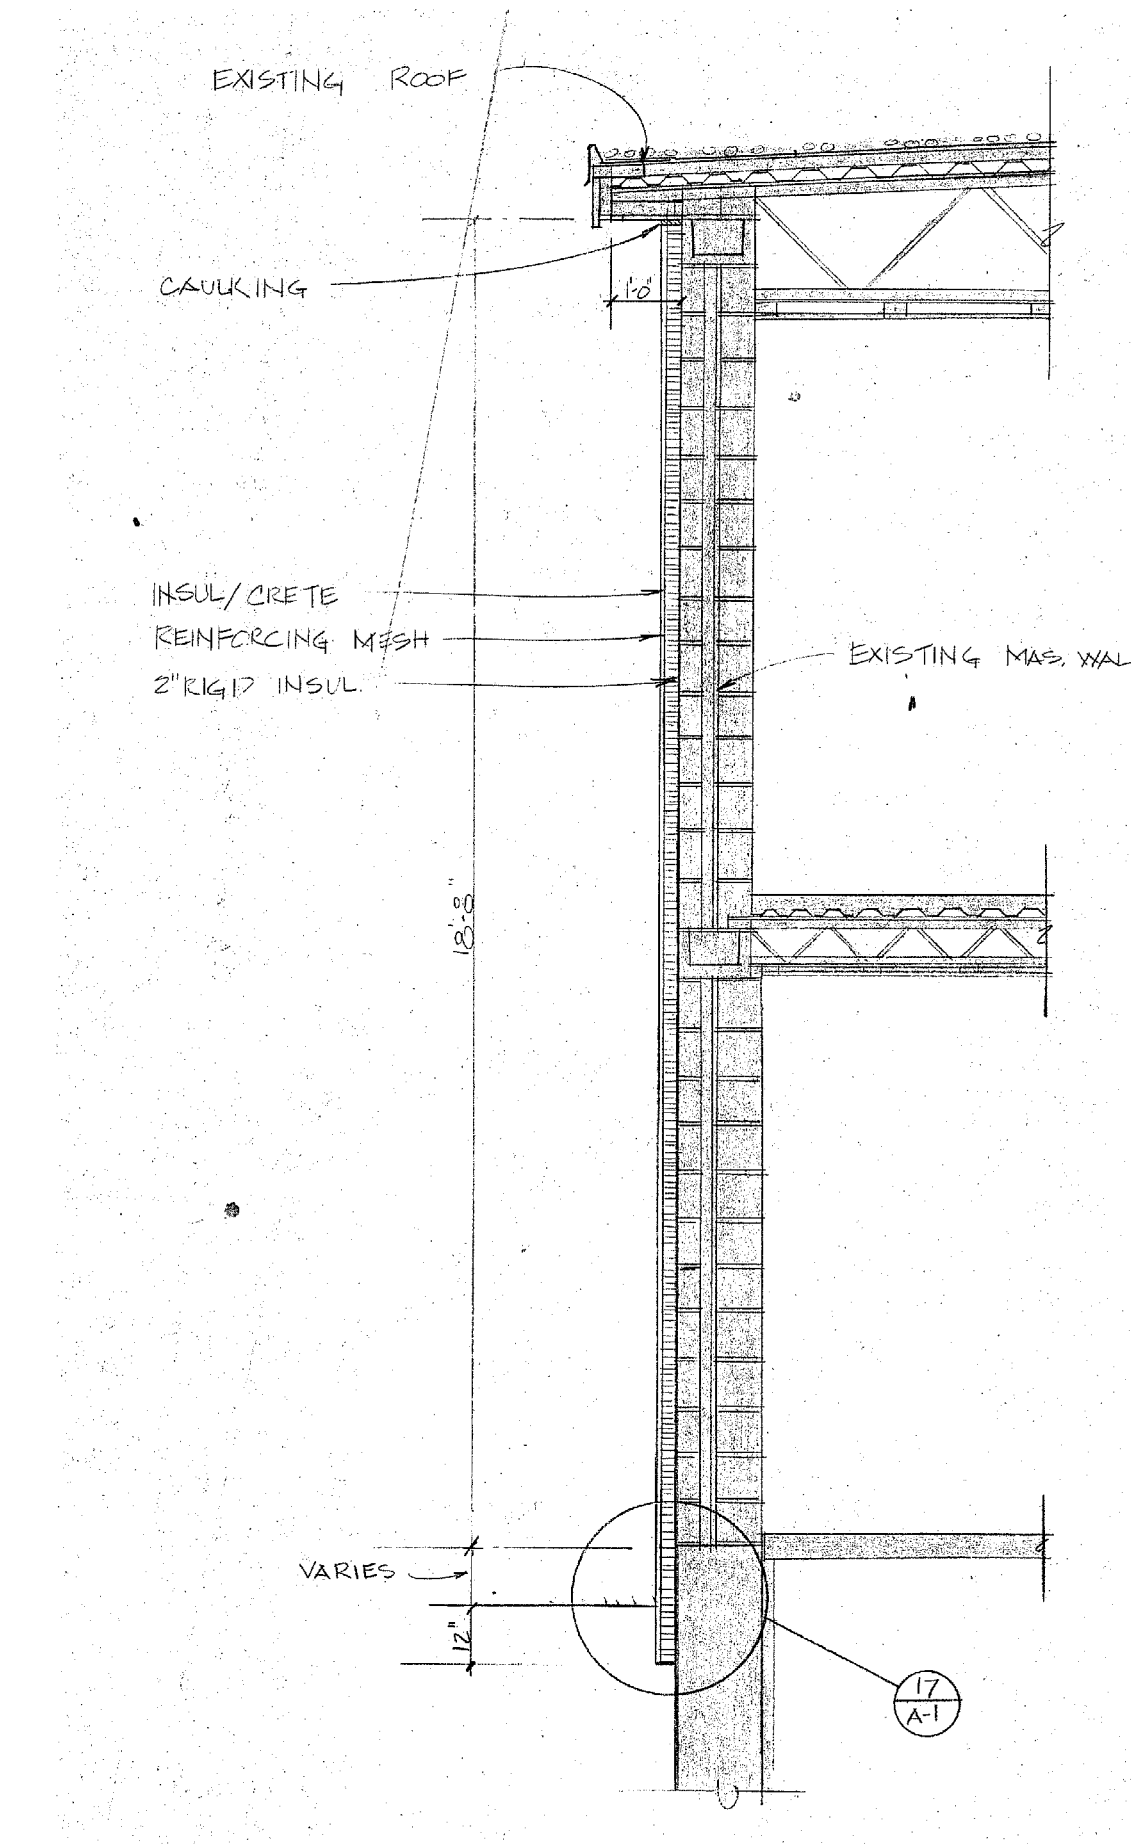 EXISTING ROOF
CAULKING
1'-0"
INSUL/CRETE
REINFORCING MESH
2" RIGID INSUL.
EXISTING MAS. WAL
18'-8"
VARIES
12"
17
A-1